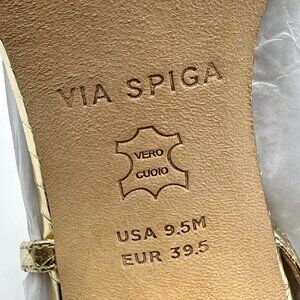 VIA SPIGA
VERO
CUOIO
USA 9.5M
EUR 39.5